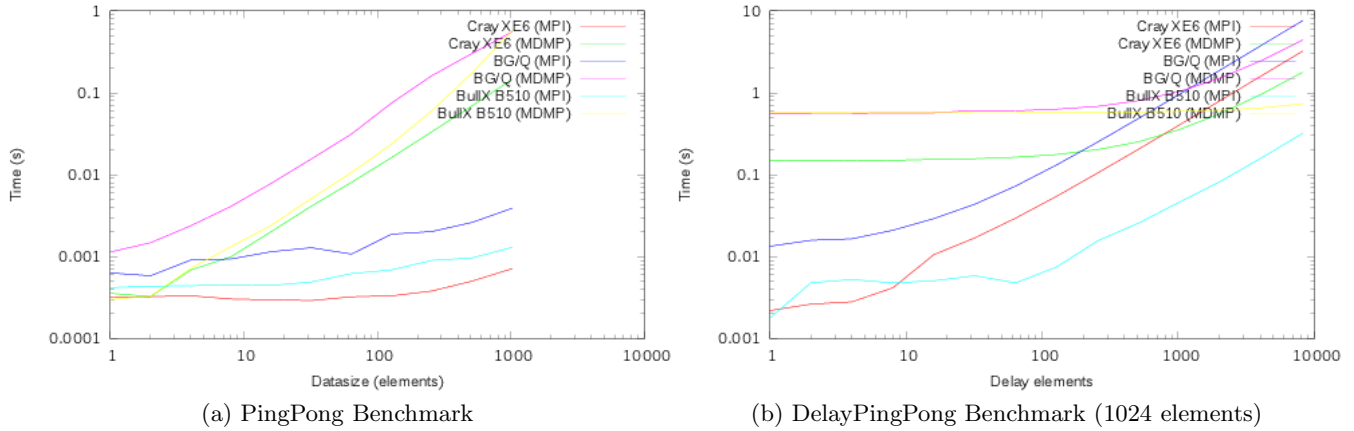 1
0.1
0.01
0.001
0.0001
Time (s)
Cray XE6 (MPI)
Cray XE6 (MDMP)
BG/Q (MPI)
BG/Q (MDMP)
BullX B510 (MPI)
BullX B510 (MDMP)
1 10 100 1000 10000
Datasize (elements)
(a) PingPong Benchmark
10
1
0.1
0.01
0.001
Time (s)
Cray XE6 (MPI)
Cray XE6 (MDMP)
BG/Q (MPI)
BG/Q (MDMP)
BullX B510 (MPI)
BullX B510 (MDMP)
1 10 100 1000 10000
Delay elements
(b) DelayPingPong Benchmark (1024 elements)